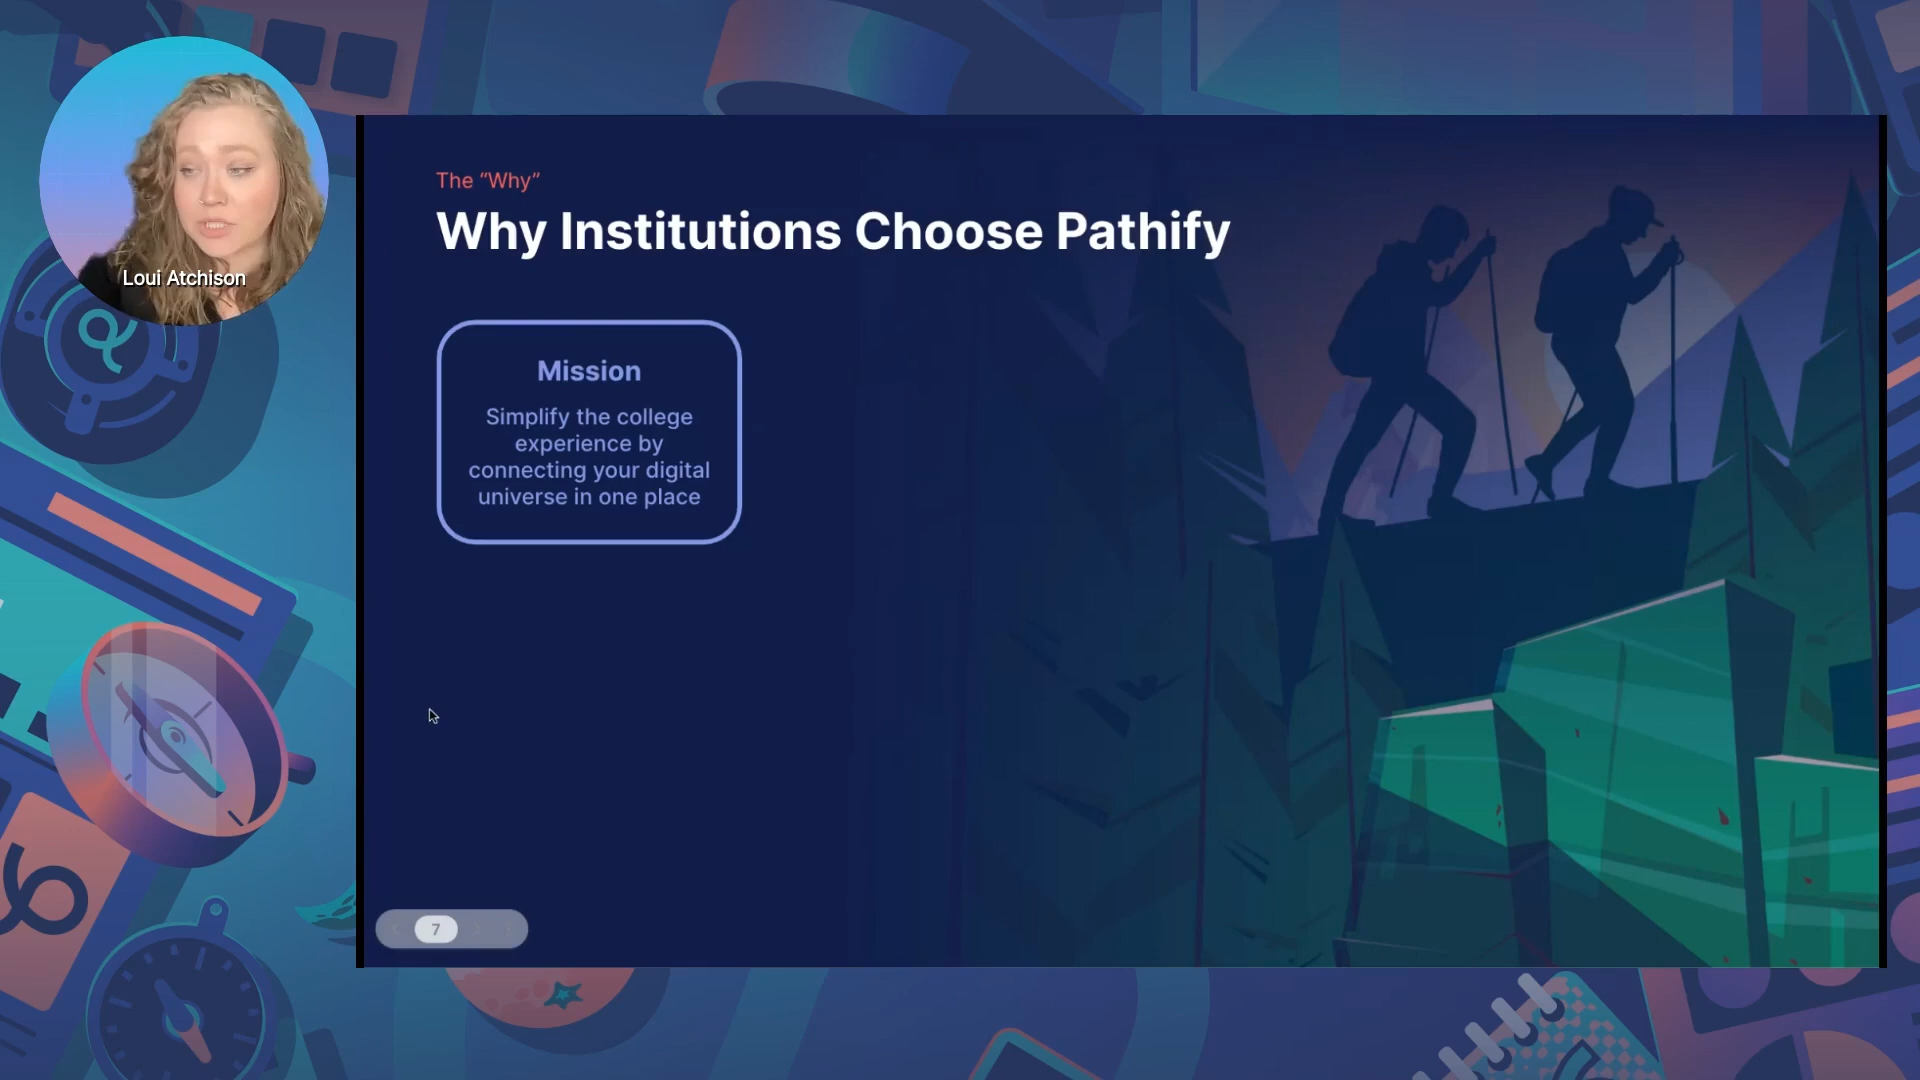 Loui Atchison
The “Why”
Why Institutions Choose Pathify
Mission
Simplify the college
experience by
connecting your digital
universe in one place
7